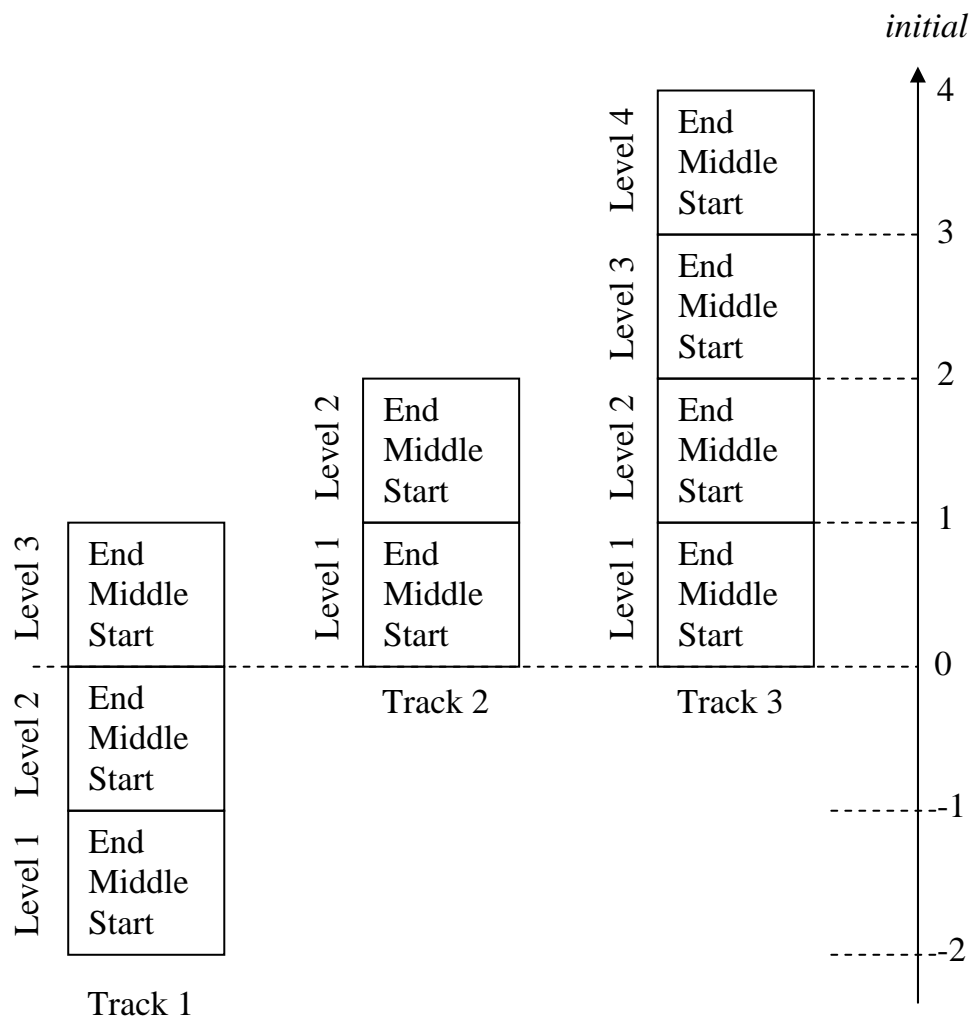 initial
4
Level 4
End
Middle
Start
3
Level 3
End
Middle
Start
2
Level 2
End
Middle
Start
Level 2
End
Middle
Start
1
Level 3
End
Middle
Start
Level 1
End
Middle
Start
Level 1
End
Middle
Start
0
Track 2
Track 3
Level 2
End
Middle
Start
-1
Level 1
End
Middle
Start
-2
Track 1